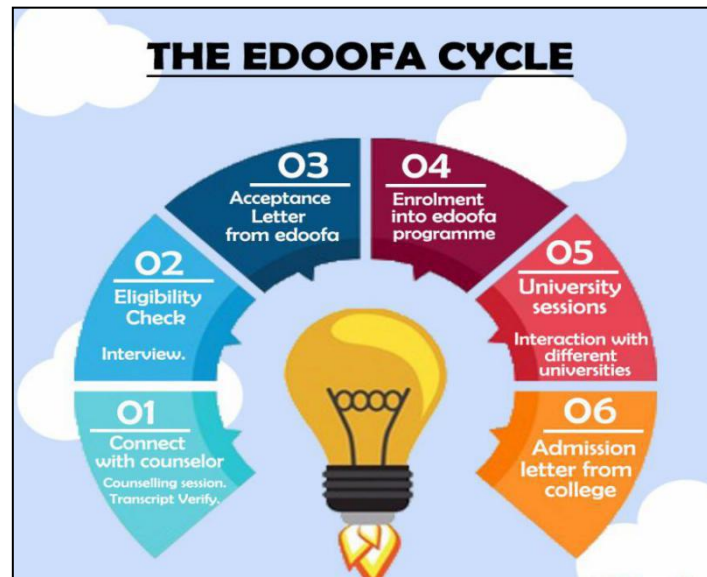 THE EDOOFA CYCLE
01
Connect
with counselor
Counselling session.
Transcript Verify.
02
Eligibility
Check
Interview.
03
Acceptance
Letter
from edoofa
04
Enrolment
into edoofa
programme
05
University
sessions
Interaction with
different
universities
06
Admission
letter from
college